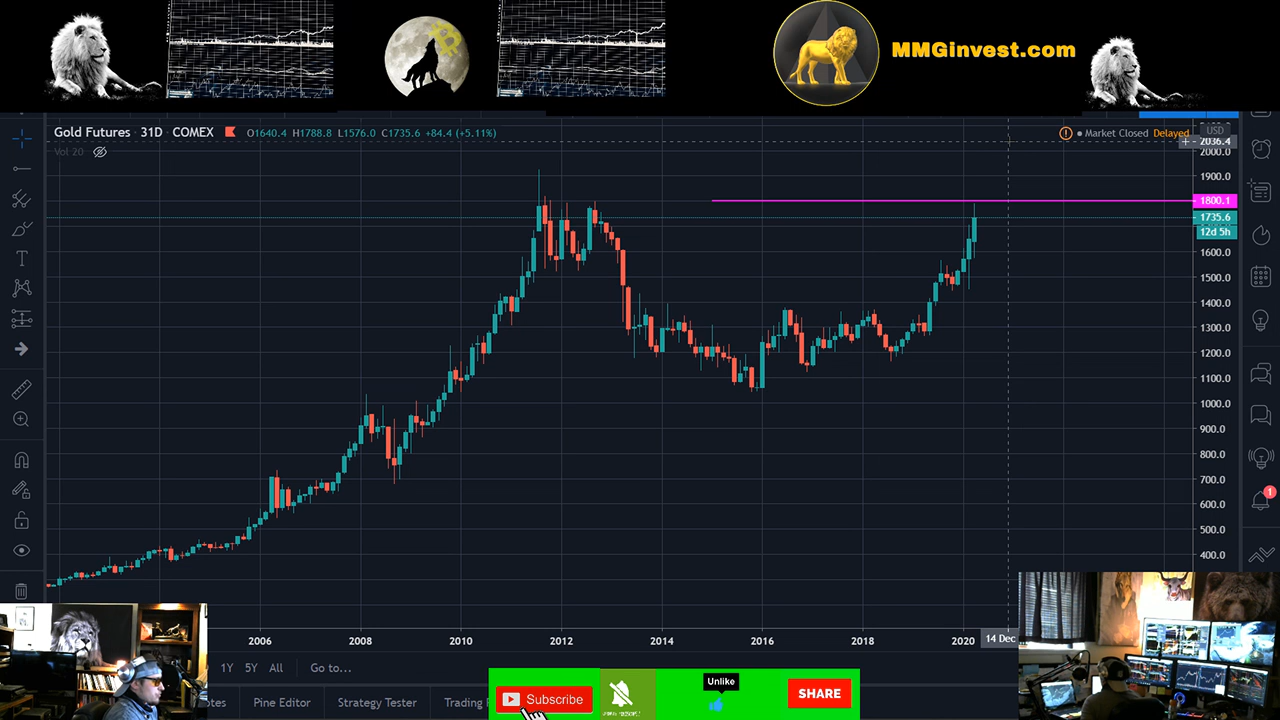 MMGinvest.com
Gold Futures 31D COMEX O1640.4 H1788.8 L1576.0 C1735.6 +84.4 (+5.11%)
Market Closed Delayed
USD
Vol 20
2036.4
2000.0
1900.0
1800.1
1735.6
12d 5h
1600.0
1500.0
1400.0
1300.0
1200.0
1100.0
1000.0
900.0
800.0
700.0
600.0
500.0
400.0
1
2006 2008 2010 2012 2014 2016 2018 2020 14 Dec
1Y 5Y All Go to...
Pine Editor Strategy Tester Trading
Subscribe
Unlike
SHARE